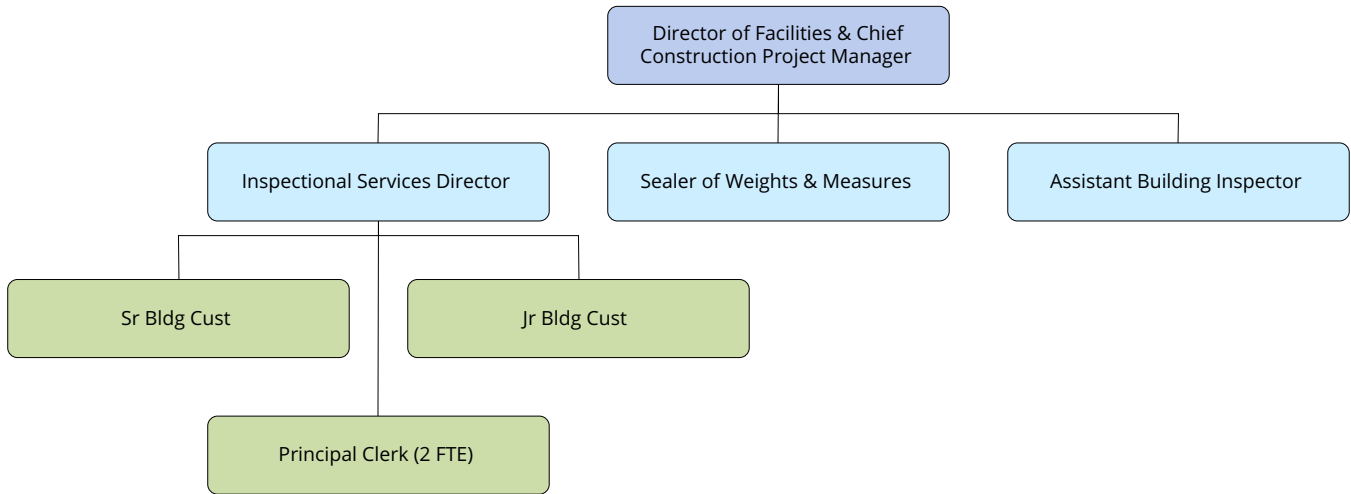 Director of Facilities & Chief
Construction Project Manager
Inspectional Services Director
Sealer of Weights & Measures
Assistant Building Inspector
Sr Bldg Cust
Jr Bldg Cust
Principal Clerk (2 FTE)